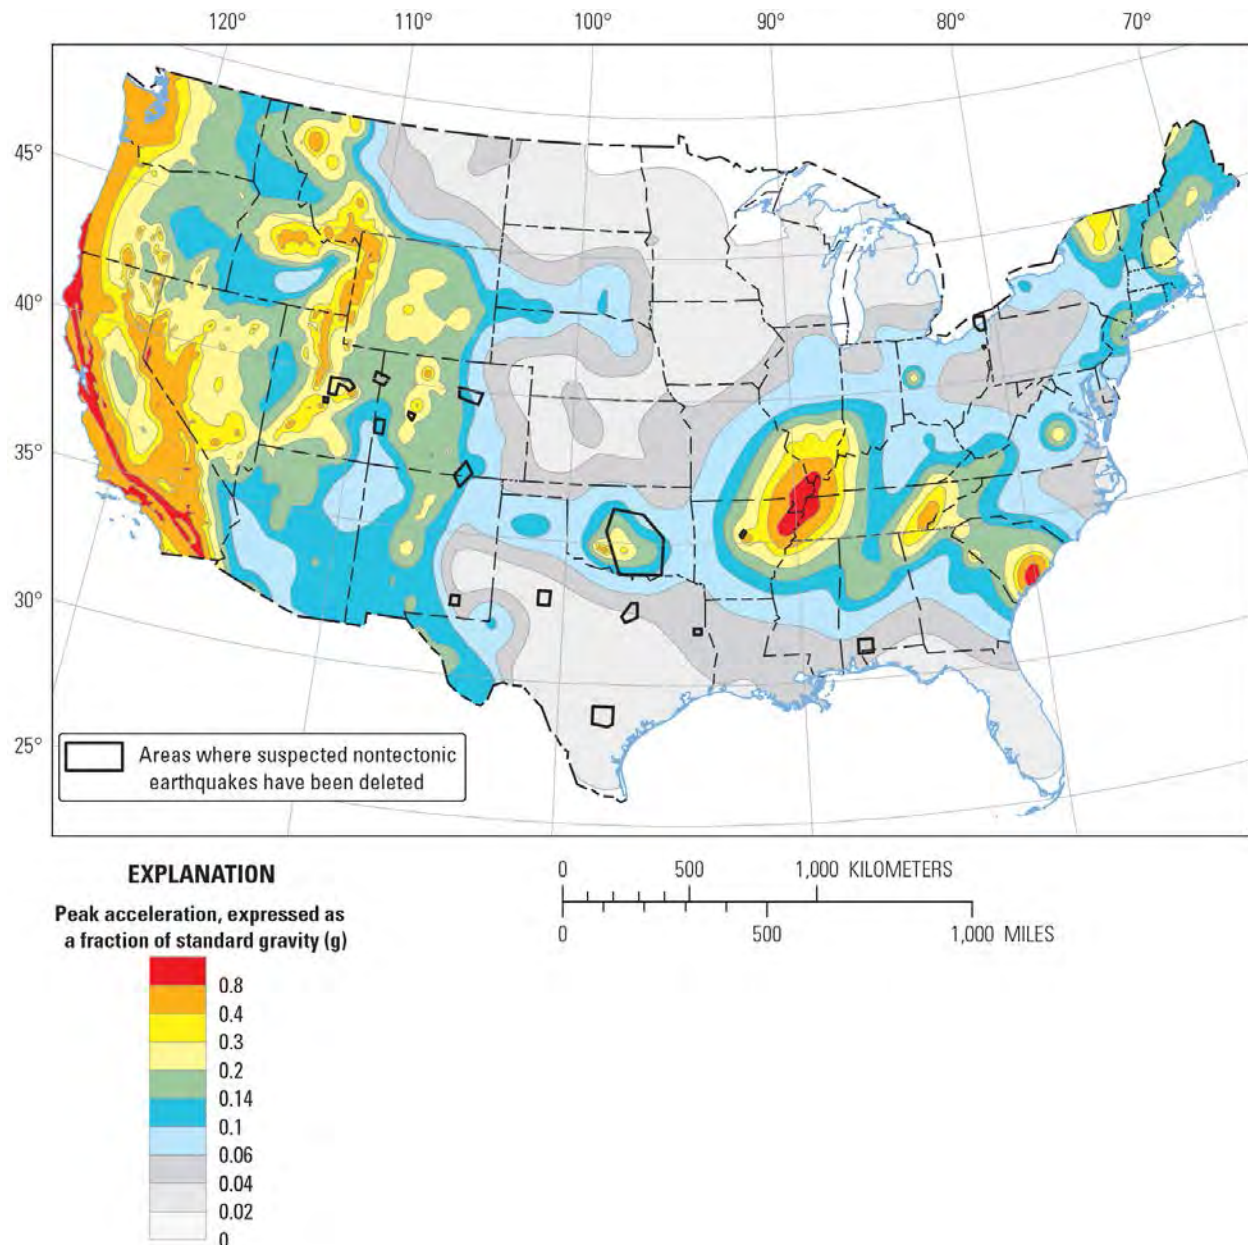 120° 110° 100° 90° 80° 70°
45°
40°
35°
30°
25°
Areas where suspected nontectonic
earthquakes have been deleted
EXPLANATION
Peak acceleration, expressed as
a fraction of standard gravity (g)
0.8
0.4
0.3
0.2
0.14
0.1
0.06
0.04
0.02
0
0 500 1,000 KILOMETERS
0 500 1,000 MILES